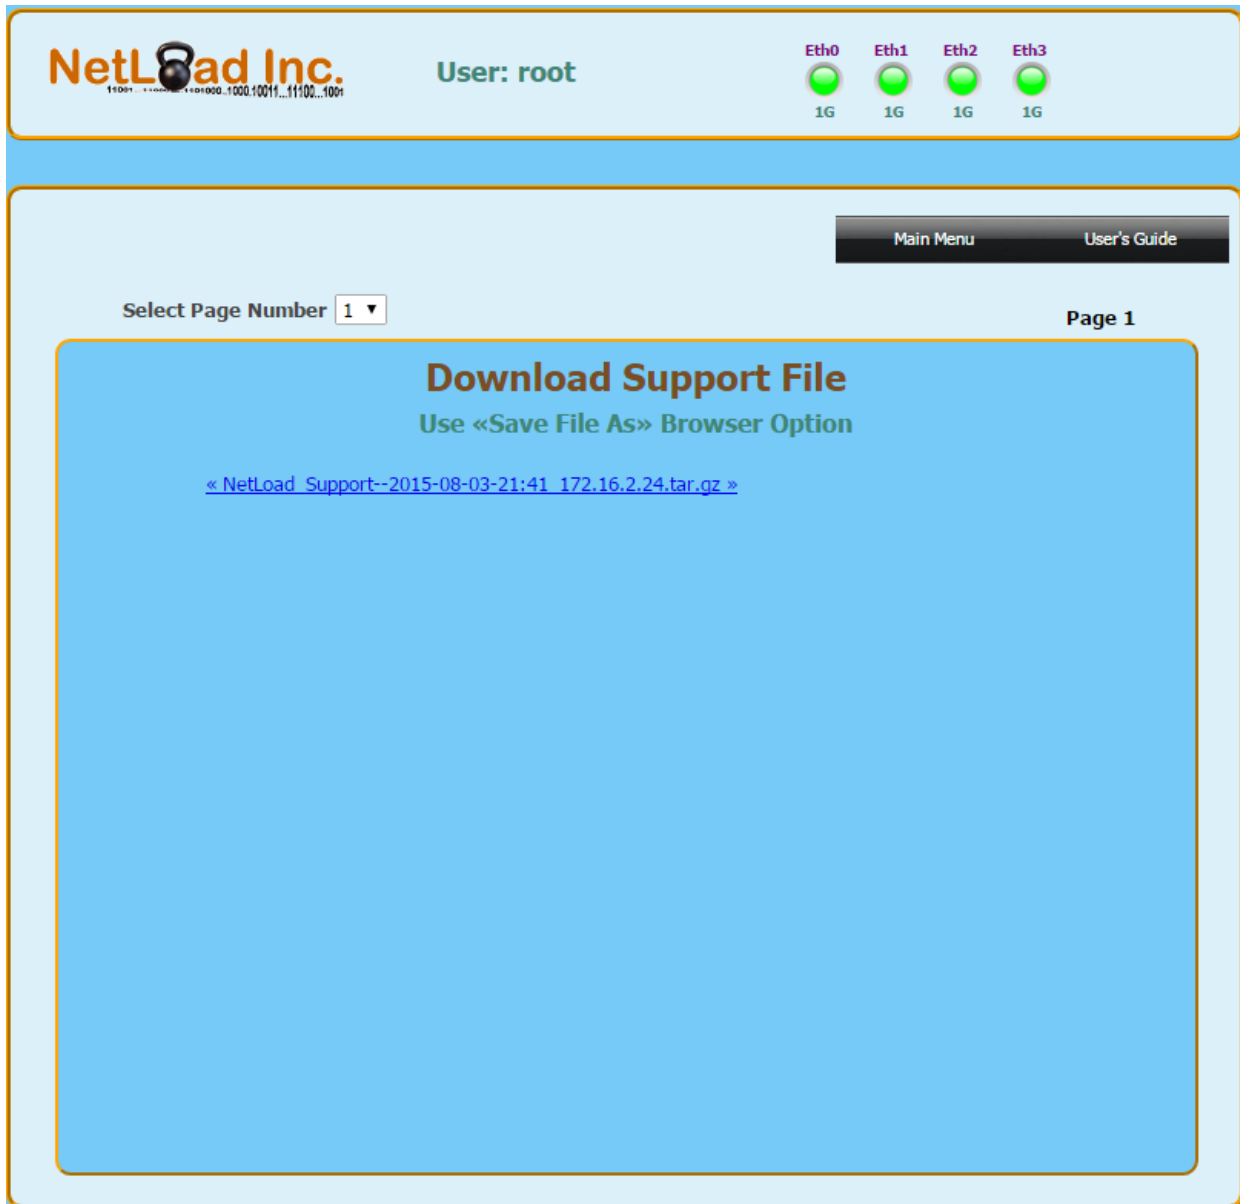 NetLoad Inc.
User: root
Eth0 Eth1 Eth2 Eth3
1G 1G 1G 1G
Main Menu User's Guide
Select Page Number 1
Page 1
Download Support File
Use «Save File As» Browser Option
« NetLoad_Support--2015-08-03-21:41_172.16.2.24.tar.gz »